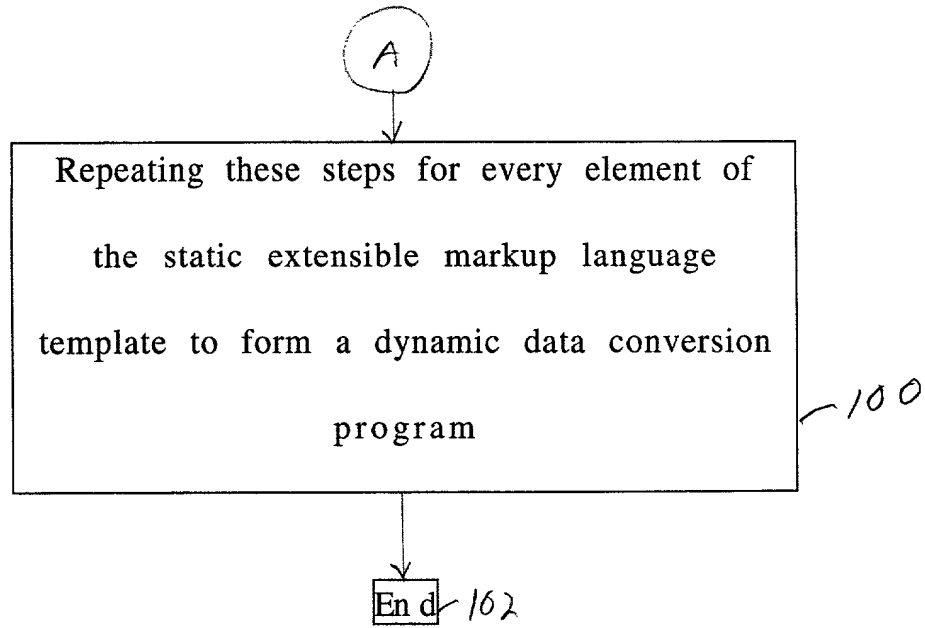 A
Repeating these steps for every element of
the static extensible markup language
template to form a dynamic data conversion
program
100
End
102